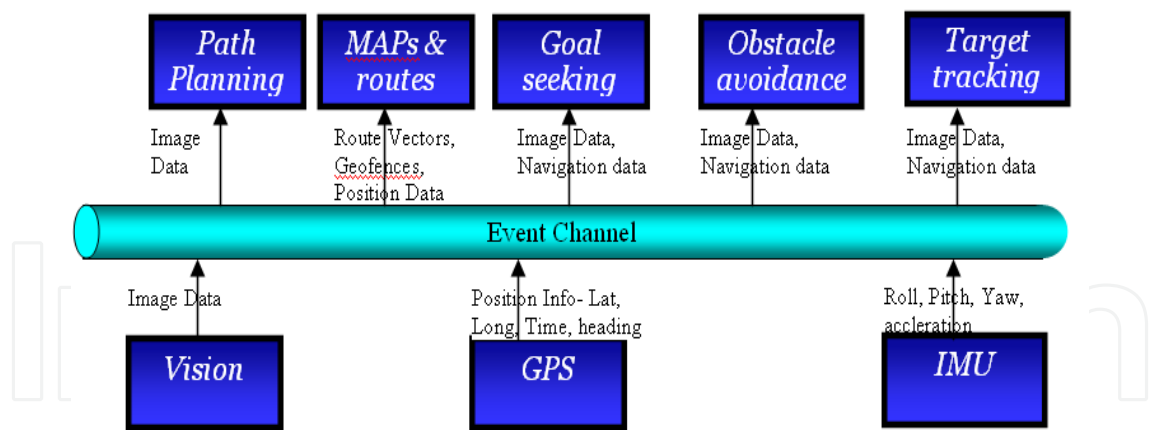 Path
Planning
MAPs &
routes
Goal
seeking
Obstacle
avoidance
Target
tracking
Image
Data
Route Vectors,
Geofences,
Position Data
Image Data,
Navigation data
Image Data,
Navigation data
Image Data,
Navigation data
Event Channel
Image Data
Position Info- Lat,
Long, Time, heading
Roll, Pitch, Yaw,
accleration
Vision
GPS
IMU